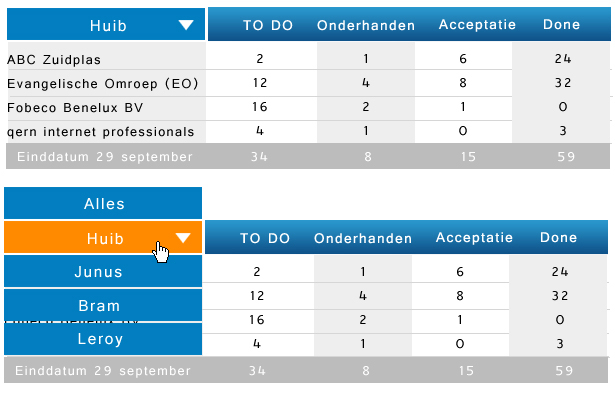 Huib TO DO Onderhanden Acceptatie Done
ABC Zuidplas 2 1 6 24
Evangelische Omroep (EO) 12 4 8 32
Fobeco Benelux BV 16 2 1 0
qern internet professionals 4 1 0 3
Einddatum 29 september 34 8 15 59
Alles
Huib TO DO Onderhanden Acceptatie Done
Junus 2 1 6 24
Bram 12 4 8 32
16 2 1 0
Leroy 4 1 0 3
Einddatum 29 september 34 8 15 59